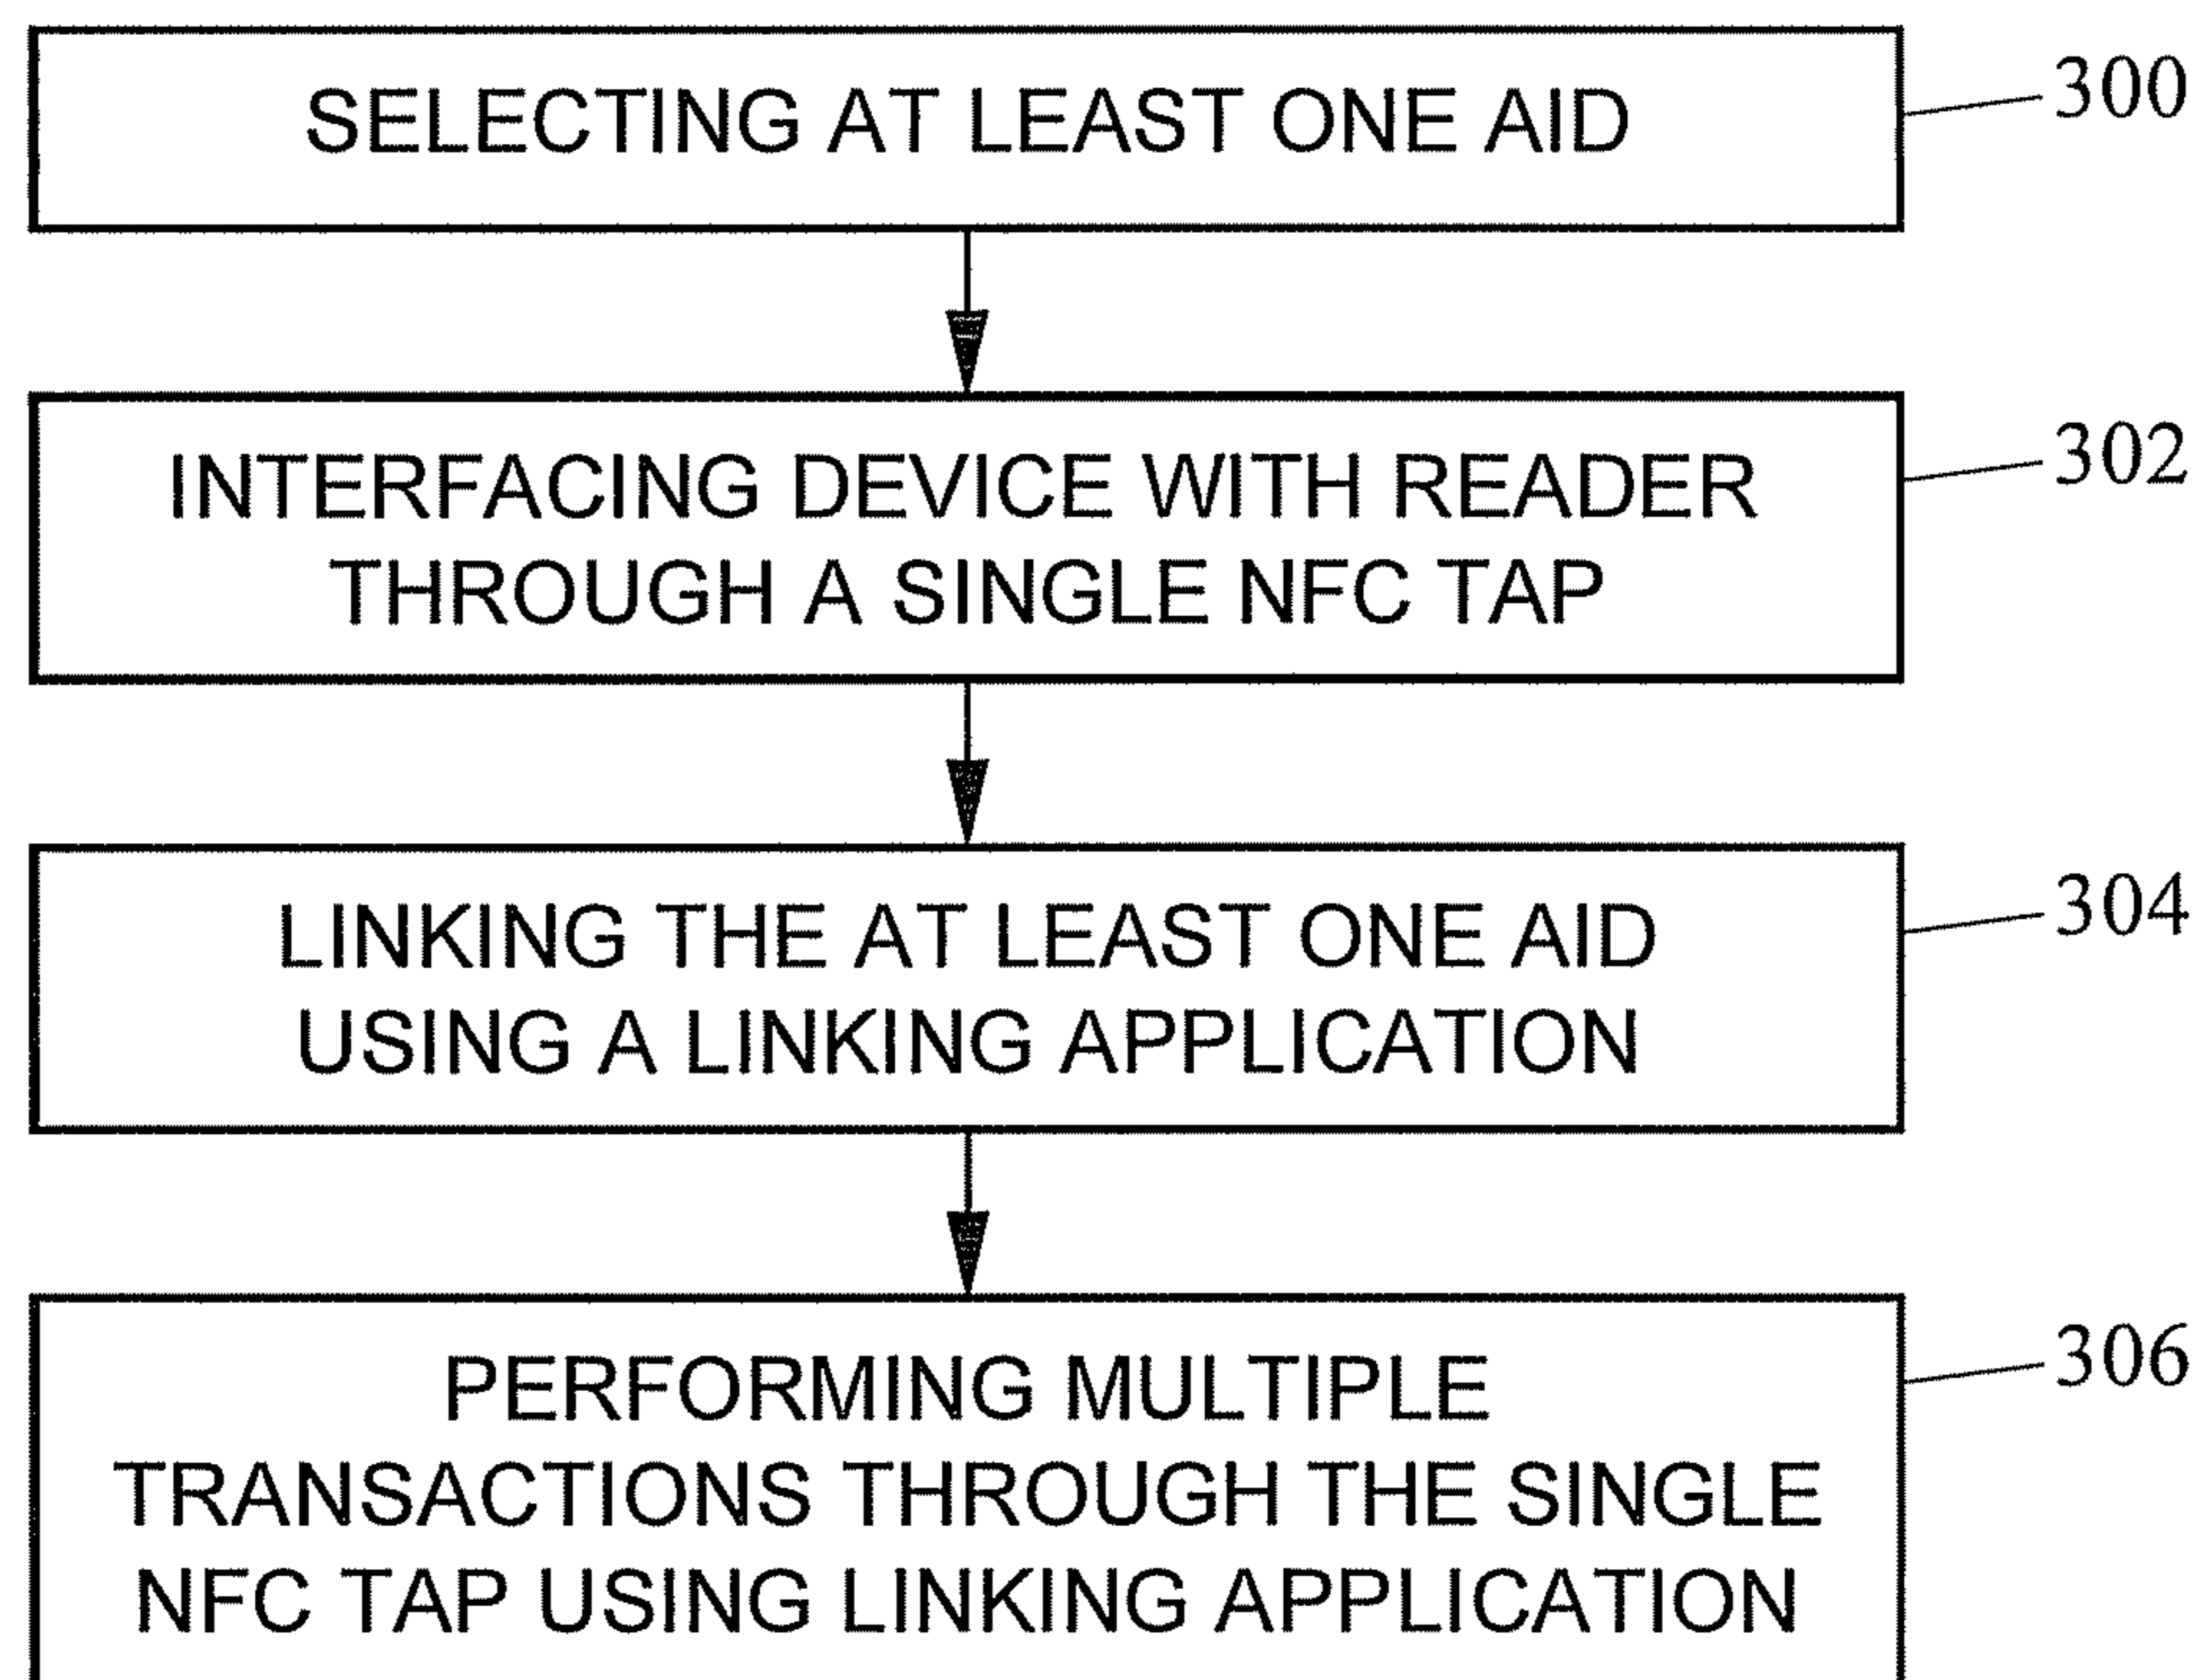 SELECTING AT LEAST ONE AID
300
INTERFACING DEVICE WITH READER
THROUGH A SINGLE NFC TAP
302
LINKING THE AT LEAST ONE AID
USING A LINKING APPLICATION
304
PERFORMING MULTIPLE
TRANSACTIONS THROUGH THE SINGLE
NFC TAP USING LINKING APPLICATION
306